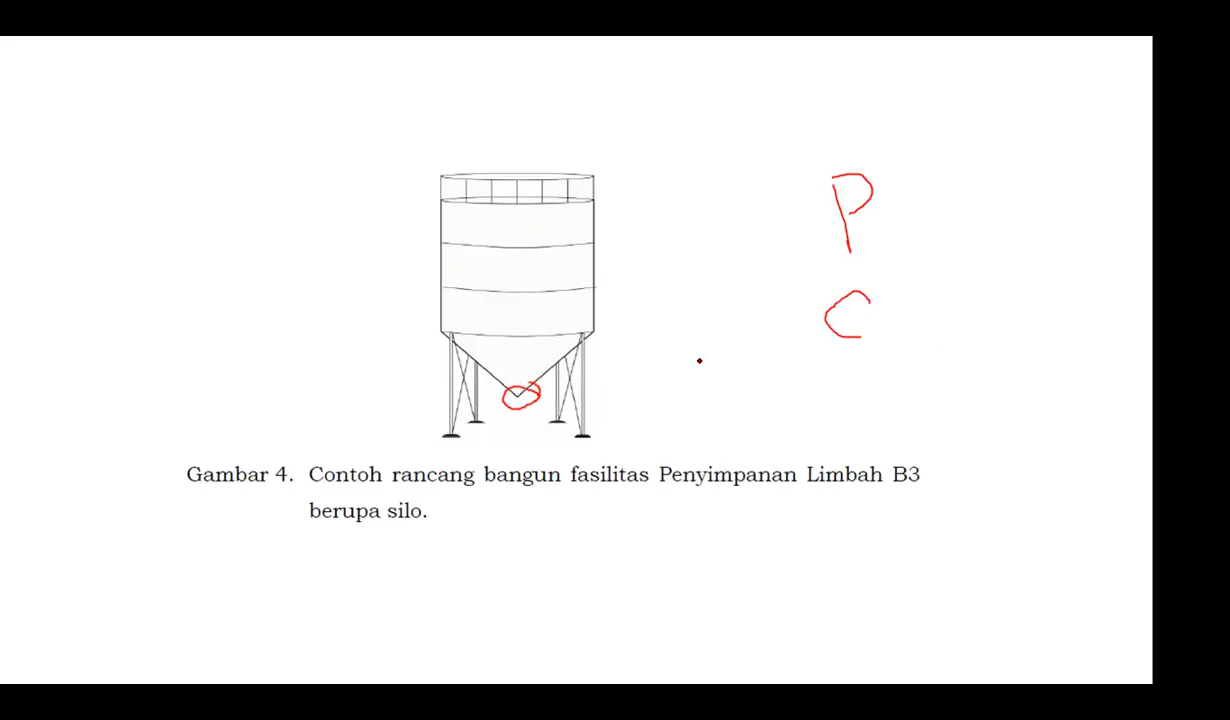 P
C
Gambar 4. Contoh rancang bangun fasilitas Penyimpanan Limbah B3
berupa silo.